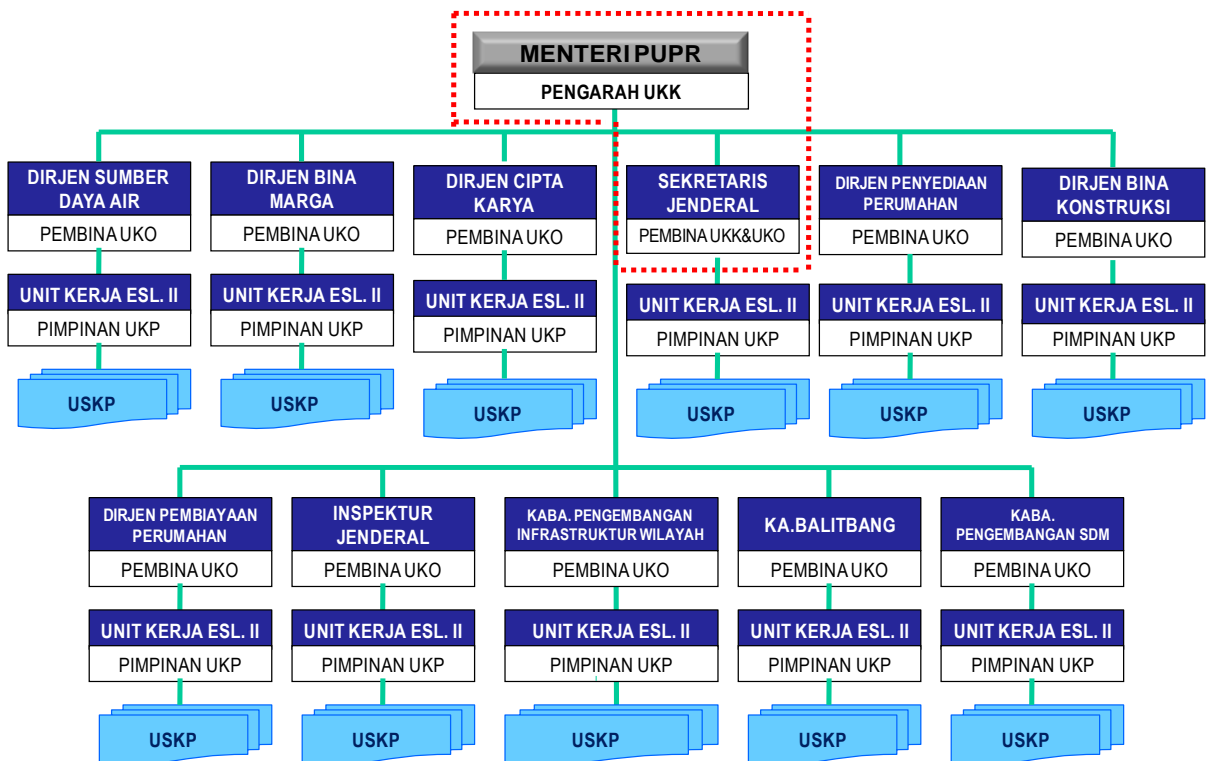 MENTERI PUPR
PENGARAH UKK
DIRJEN SUMBER
DAYA AIR
PEMBINA UKO
UNIT KERJA ESL. II
PIMPINAN UKP
USKP
DIRJEN BINA
MARGA
PEMBINA UKO
UNIT KERJA ESL. II
PIMPINAN UKP
USKP
DIRJEN CIPTA
KARYA
PEMBINA UKO
UNIT KERJA ESL. II
PIMPINAN UKP
USKP
SEKRETARIS
JENDERAL
PEMBINA UKK&UKO
UNIT KERJA ESL. II
PIMPINAN UKP
USKP
DIRJEN PENYEDIAAN
PERUMAHAN
PEMBINA UKO
UNIT KERJA ESL. II
PIMPINAN UKP
USKP
DIRJEN BINA
KONSTRUKSI
PEMBINA UKO
UNIT KERJA ESL. II
PIMPINAN UKP
USKP
DIRJEN PEMBIAYAAN
PERUMAHAN
PEMBINA UKO
UNIT KERJA ESL. II
PIMPINAN UKP
USKP
INSPEKTUR
JENDERAL
PEMBINA UKO
UNIT KERJA ESL. II
PIMPINAN UKP
USKP
KABA. PENGEMBANGAN
INFRASTRUKTUR WILAYAH
PEMBINA UKO
UNIT KERJA ESL. II
PIMPINAN UKP
USKP
KA.BALITBANG
PEMBINA UKO
UNIT KERJA ESL. II
PIMPINAN UKP
USKP
KABA.
PENGEMBANGAN SDM
PEMBINA UKO
UNIT KERJA ESL. II
PIMPINAN UKP
USKP